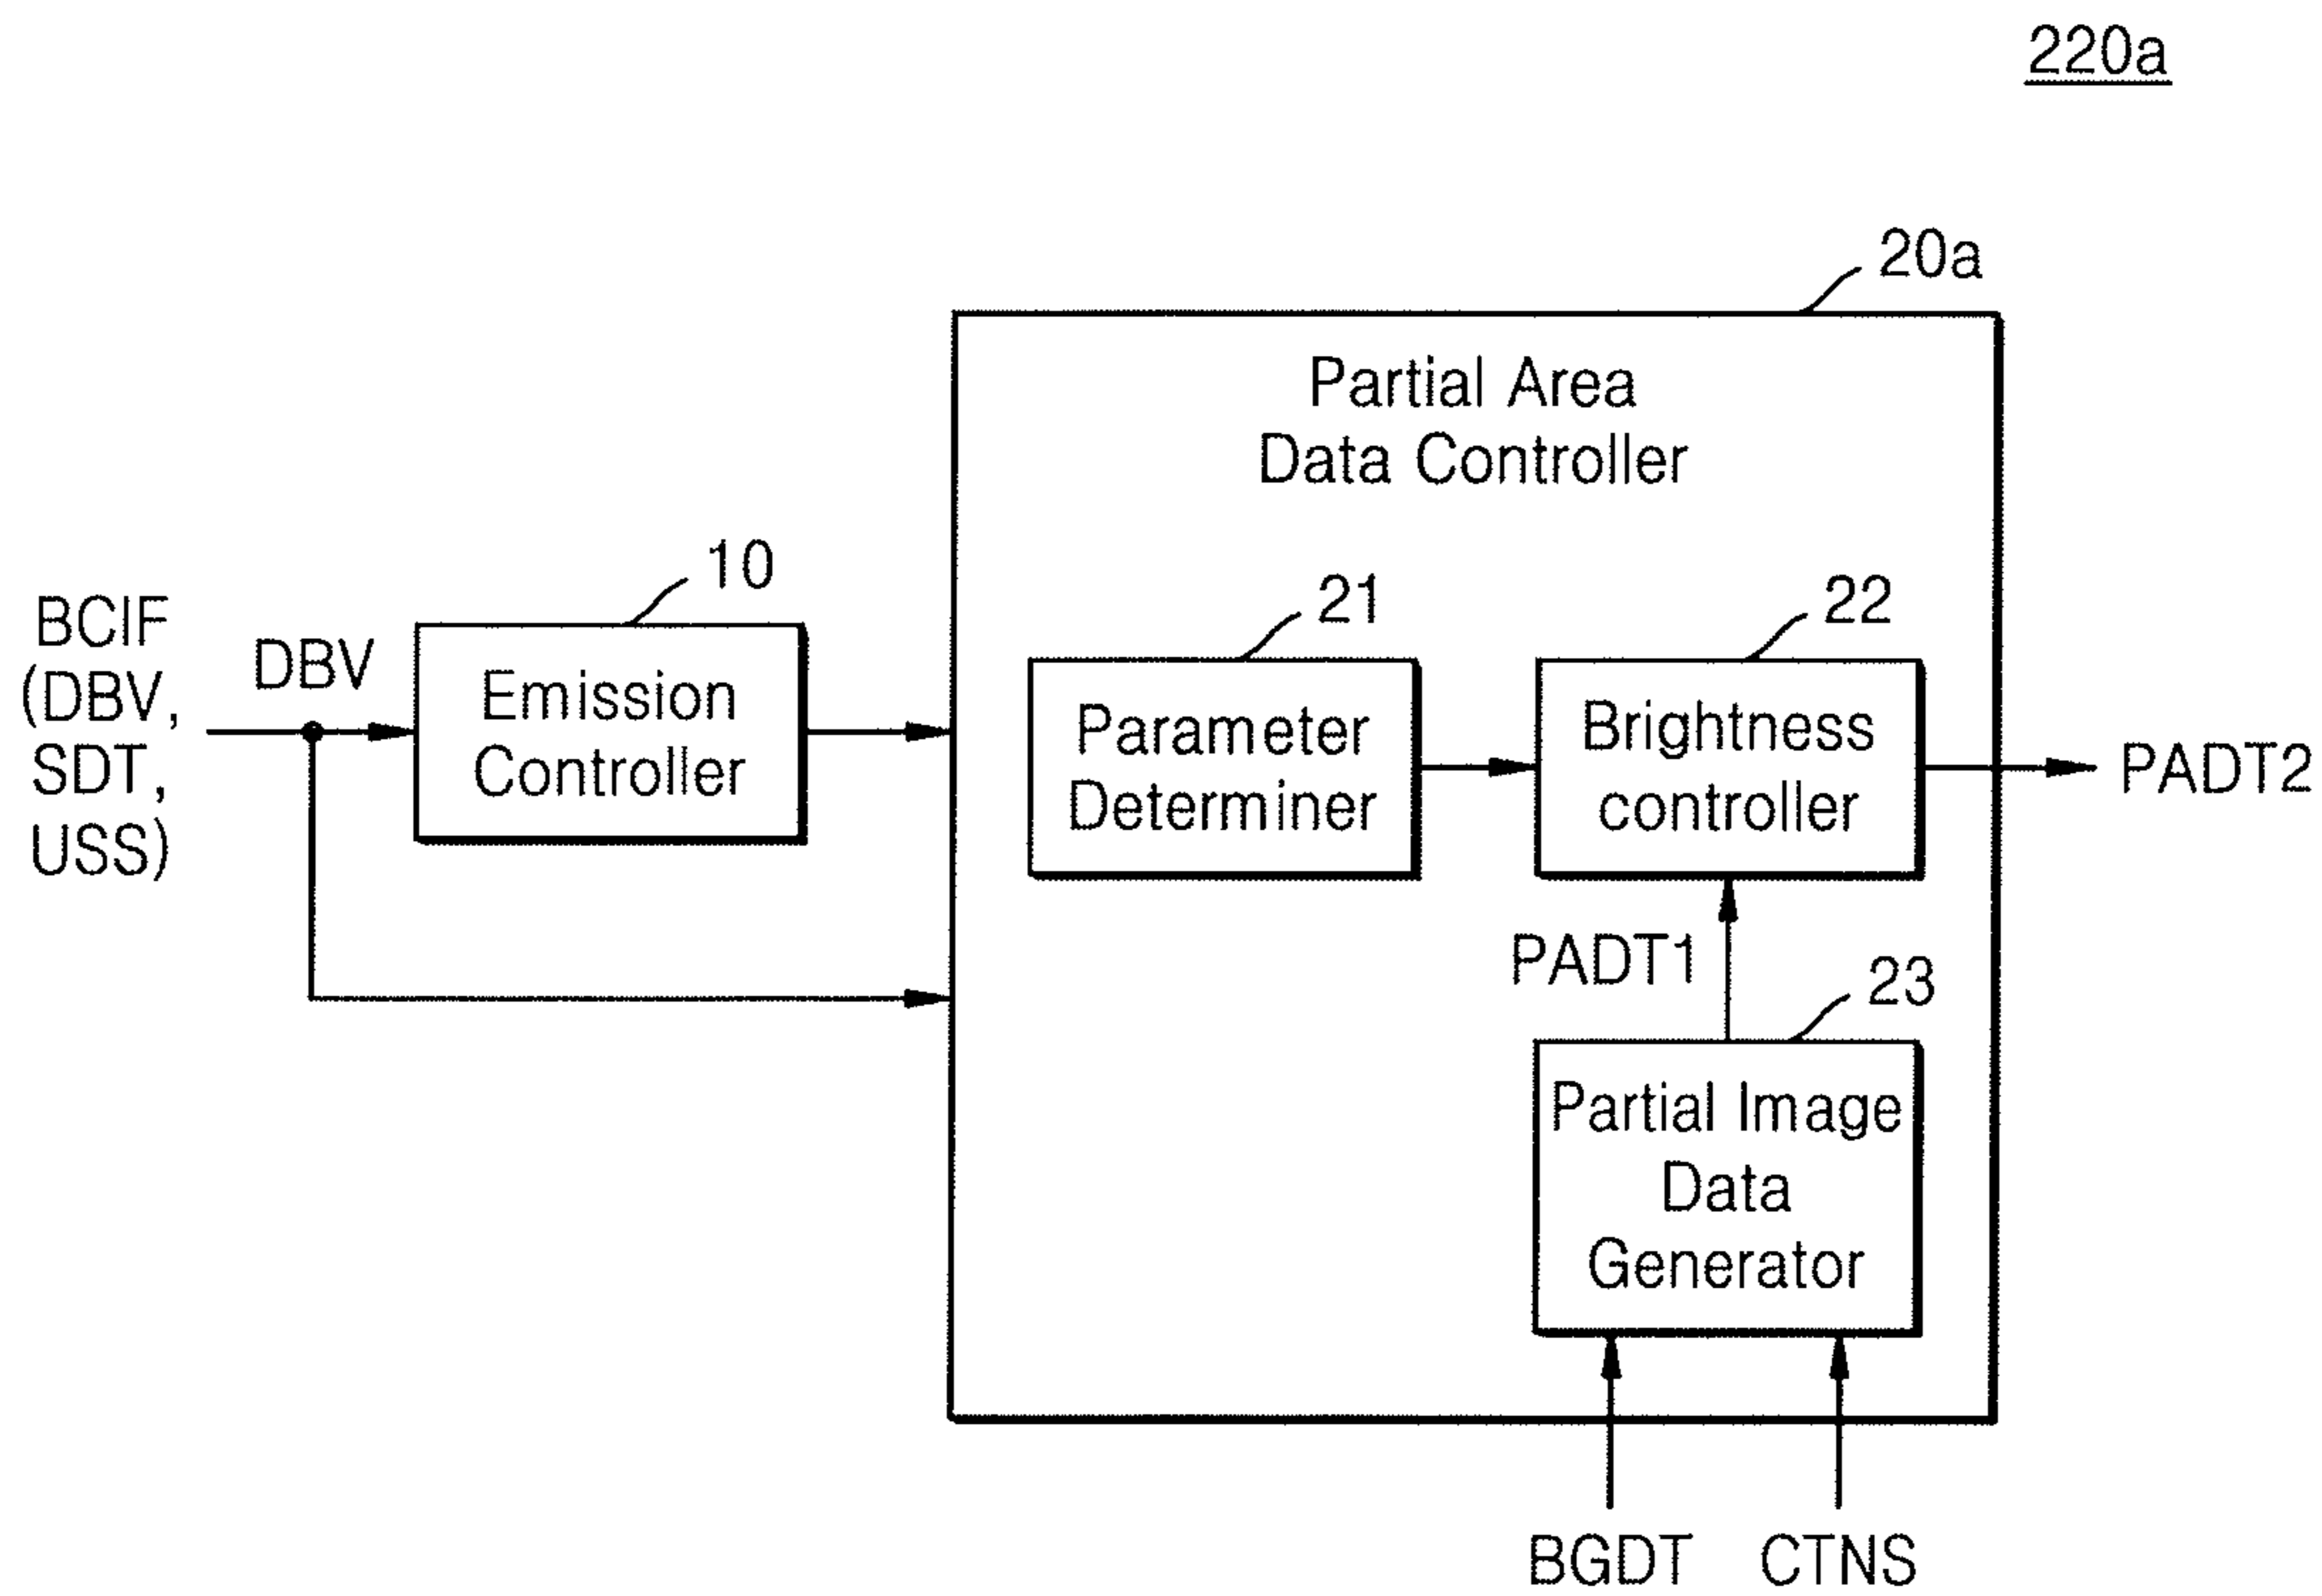 220a
20a
Partial Area
Data Controller
10
21
22
BCIF
(DBV,
SDT,
USS)
DBV
Emission
Controller
Parameter
Determiner
Brightness
controller
PADT2
PADT1
23
Partial Image
Data
Generator
BGDT
CTNS